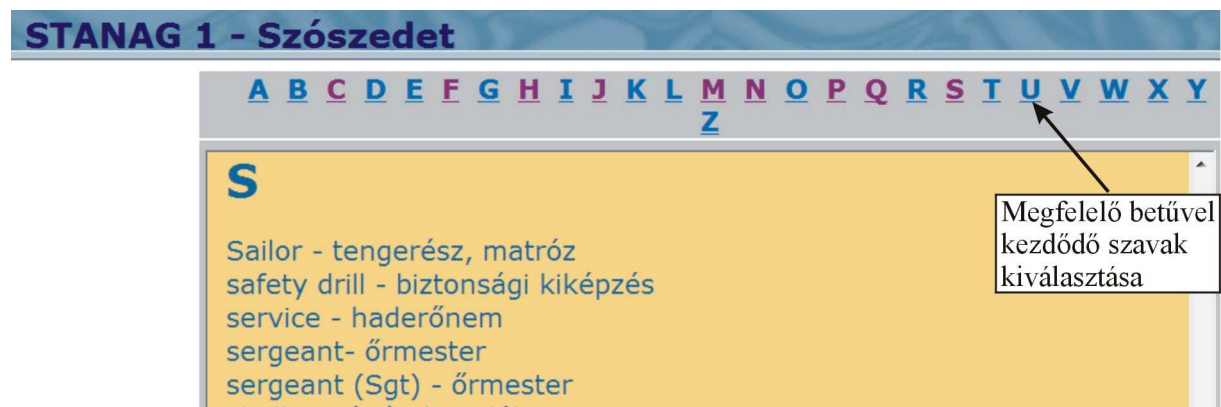 STANAG 1 - Szószedet
A B C D E F G H I J K L M N O P Q R S T U V W X Y
Z
S
Sailor - tengerész, matróz
safety drill - biztonsági kiképzés
service - haderőnem
sergeant- őrmester
sergeant (Sgt) - őrmester
Megfelelő betűvel
kezdődő szavak
kiválasztása